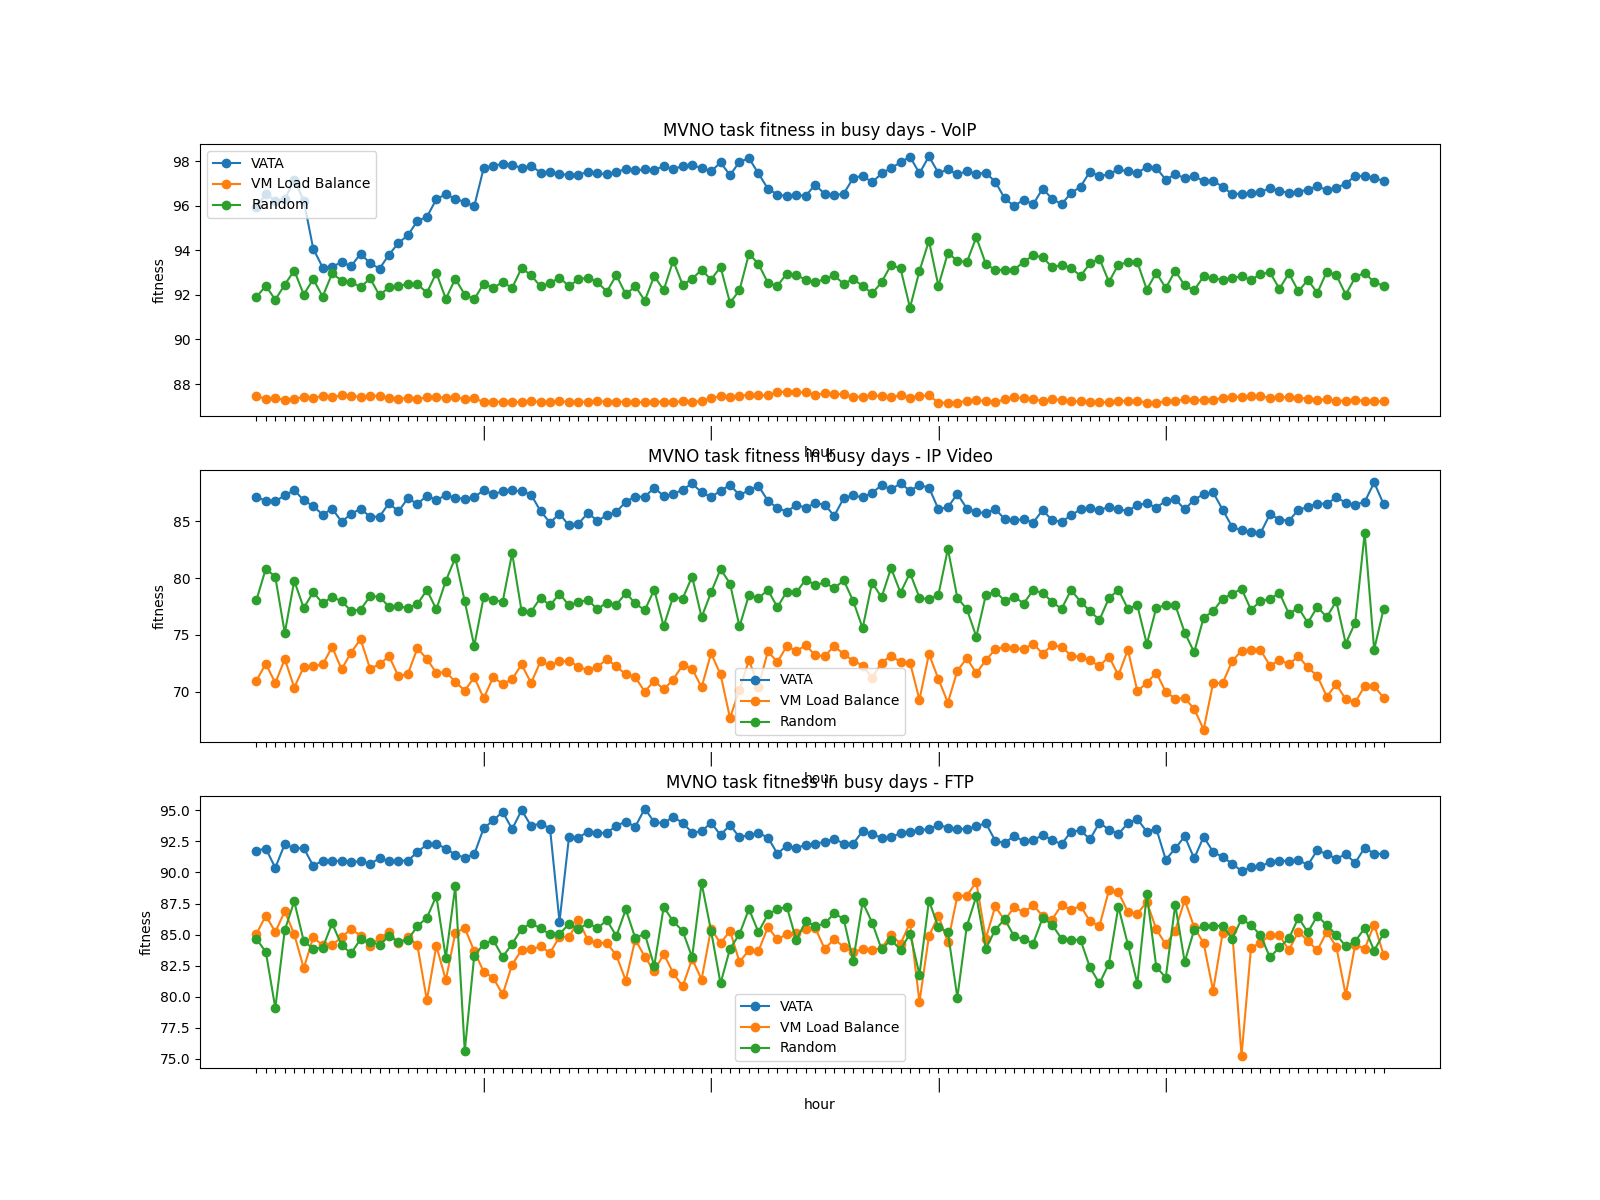 MVNO task fitness in busy days - VoIP
VATA
VM Load Balance
Random
98
96
94
92
90
88
fitness
hour
MVNO task fitness in busy days - IP Video
85
80
75
70
fitness
VATA
VM Load Balance
Random
hour
MVNO task fitness in busy days - FTP
95.0
92.5
90.0
87.5
85.0
82.5
80.0
77.5
75.0
fitness
VATA
VM Load Balance
Random
hour